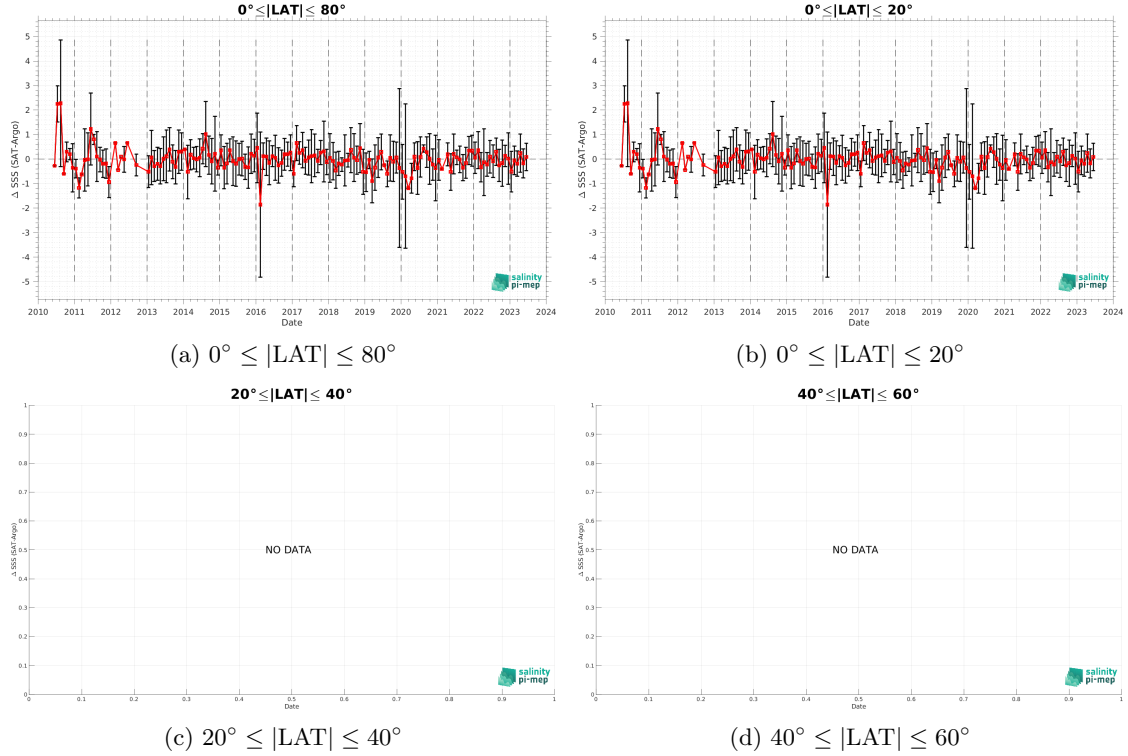 0°≤|LAT|≤ 80°
Δ SSS (SAT-Argo)
5
4
3
2
1
0
-1
-2
-3
-4
-5
2010 2011 2012 2013 2014 2015 2016 2017 2018 2019 2020 2021 2022 2023 2024
Date
salinity
pi-mep
(a) 0° ≤ |LAT| ≤ 80°
0°≤|LAT|≤ 20°
Δ SSS (SAT-Argo)
5
4
3
2
1
0
-1
-2
-3
-4
-5
2010 2011 2012 2013 2014 2015 2016 2017 2018 2019 2020 2021 2022 2023 2024
Date
salinity
pi-mep
(b) 0° ≤ |LAT| ≤ 20°
20°≤|LAT|≤ 40°
Δ SSS (SAT-Argo)
1
0.9
0.8
0.7
0.6
0.5
0.4
0.3
0.2
0.1
0
NO DATA
0 0.1 0.2 0.3 0.4 0.5 0.6 0.7 0.8 0.9 1
Date
salinity
pi-mep
(c) 20° ≤ |LAT| ≤ 40°
40°≤|LAT|≤ 60°
Δ SSS (SAT-Argo)
1
0.9
0.8
0.7
0.6
0.5
0.4
0.3
0.2
0.1
0
NO DATA
0 0.1 0.2 0.3 0.4 0.5 0.6 0.7 0.8 0.9 1
Date
salinity
pi-mep
(d) 40° ≤ |LAT| ≤ 60°